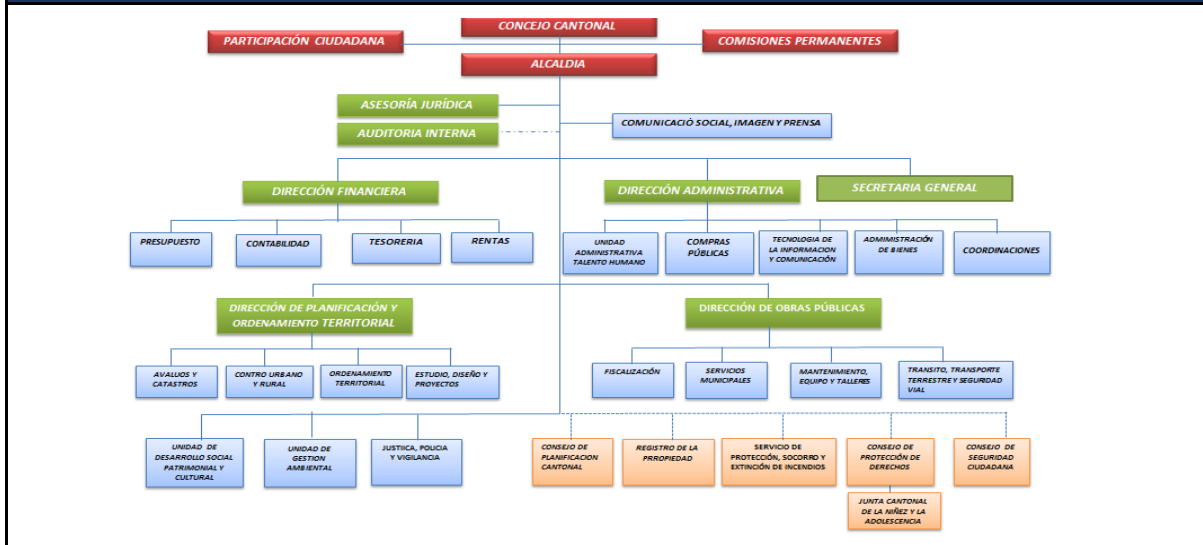 CONCEJO CANTONAL
PARTICIPACIÓN CIUDADANA
COMISIONES PERMANENTES
ALCALDIA
ASESORÍA JURÍDICA
COMUNICACIÓ SOCIAL, IMAGEN Y PRENSA
AUDITORIA INTERNA
DIRECCIÓN FINANCIERA
DIRECCIÓN ADMINISTRATIVA
SECRETARIA GENERAL
PRESUPUESTO
CONTABILIDAD
TESORERIA
RENTAS
UNIDAD
ADMINISTRATIVA
TALENTO HUMANO
COMPRAS
PÚBLICAS
TECNOLOGIA DE
LA INFORMACION
Y COMUNICACIÓN
ADMIMISTRACIÓN
DE BIENES
COORDINACIONES
DIRECCIÓN DE PLANIFICACIÓN Y
ORDENAMIENTO TERRITORIAL
DIRECCIÓN DE OBRAS PÚBLICAS
AVALUOS Y
CATASTROS
CONTRO URBANO
Y RURAL
ORDENAMIENTO
TERRITORIAL
ESTUDIO, DISEÑO Y
PROYECTOS
FISCALIZACIÓN
SERVICIOS
MUNICIPALES
MANTENIMIENTO,
EQUIPO Y TALLERES
TRANSITO, TRANSPORTE
TERRESTRE Y SEGURIDAD
VIAL
UNIDAD DE
DESARROLLO SOCIAL
PATRIMONIAL Y
CULTURAL
UNIDAD DE
GESTION
AMBIENTAL
JUSTIICA, POLICIA
Y VIGILANCIA
CONSEJO DE
PLANIFICACION
CANTONAL
REGISTRO DE LA
PRROPIEDAD
SERVICIO DE
PROTECCIÓN, SOCORRO Y
EXTINCIÓN DE INCENDIOS
CONSEJO DE
PROTECCIÓN DE
DERECHOS
CONSEJO DE
SEGURIDAD
CIUDADANA
JUNTA CANTONAL
DE LA NIÑEZ Y LA
ADOLESCENCIA